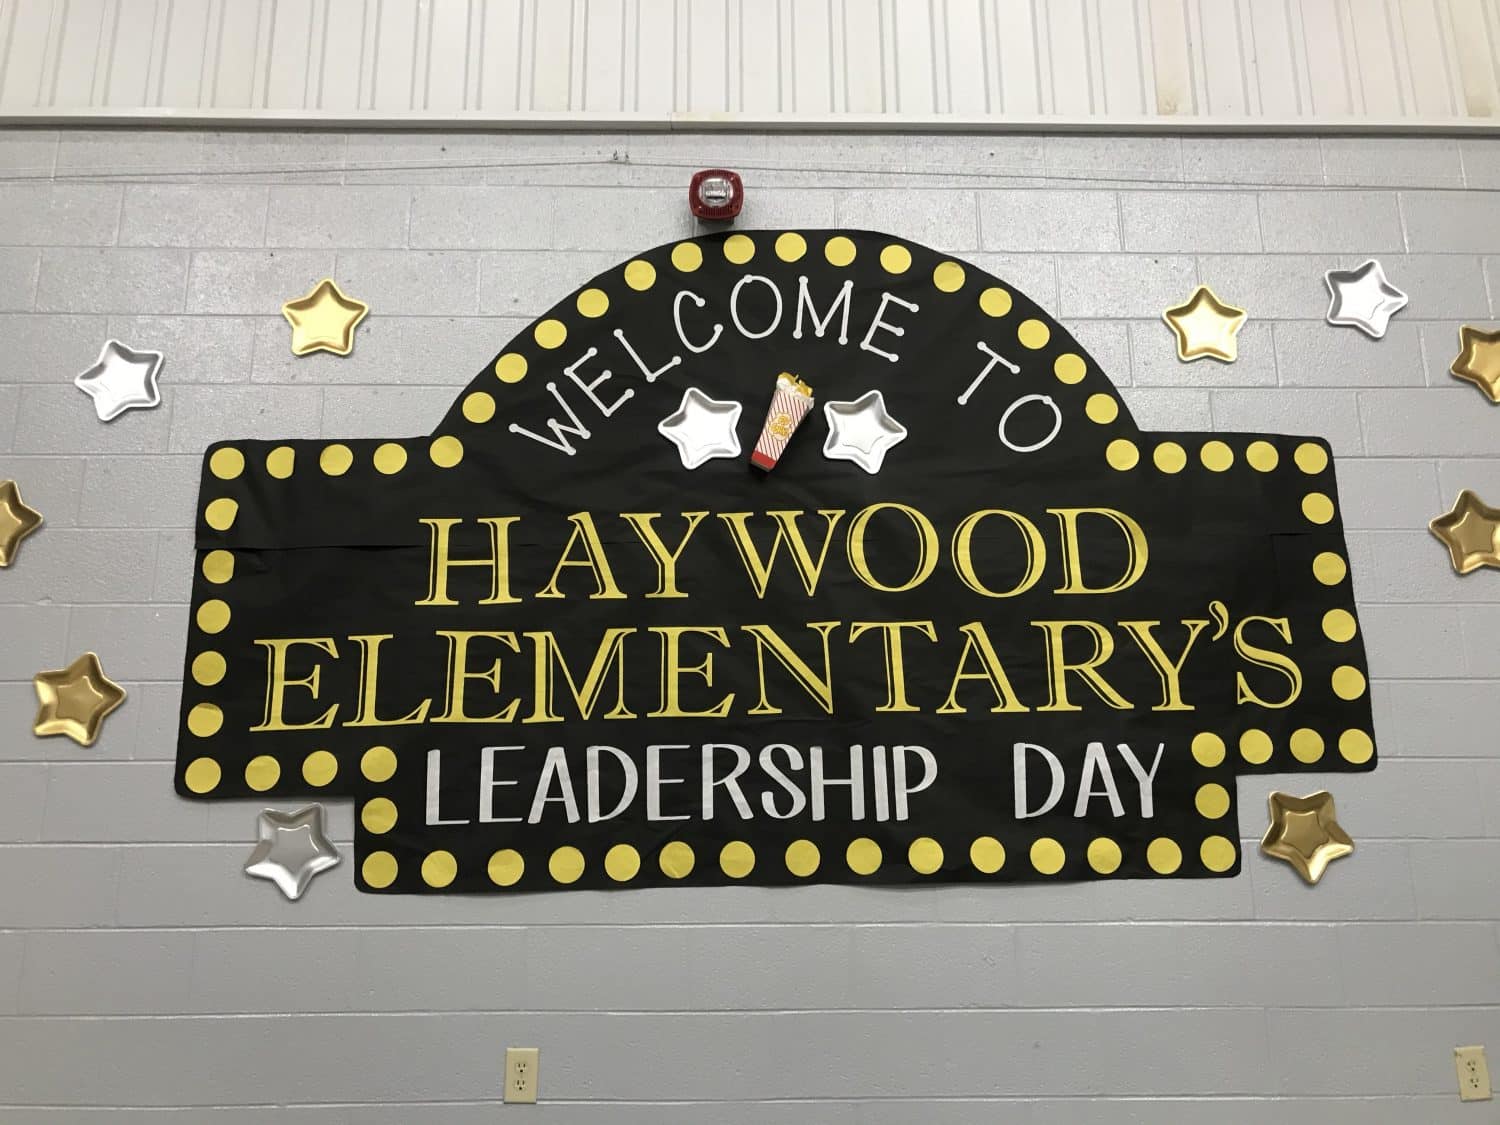 WELCOME TO
HAYWOOD
ELEMENTARY'S
LEADERSHIP DAY